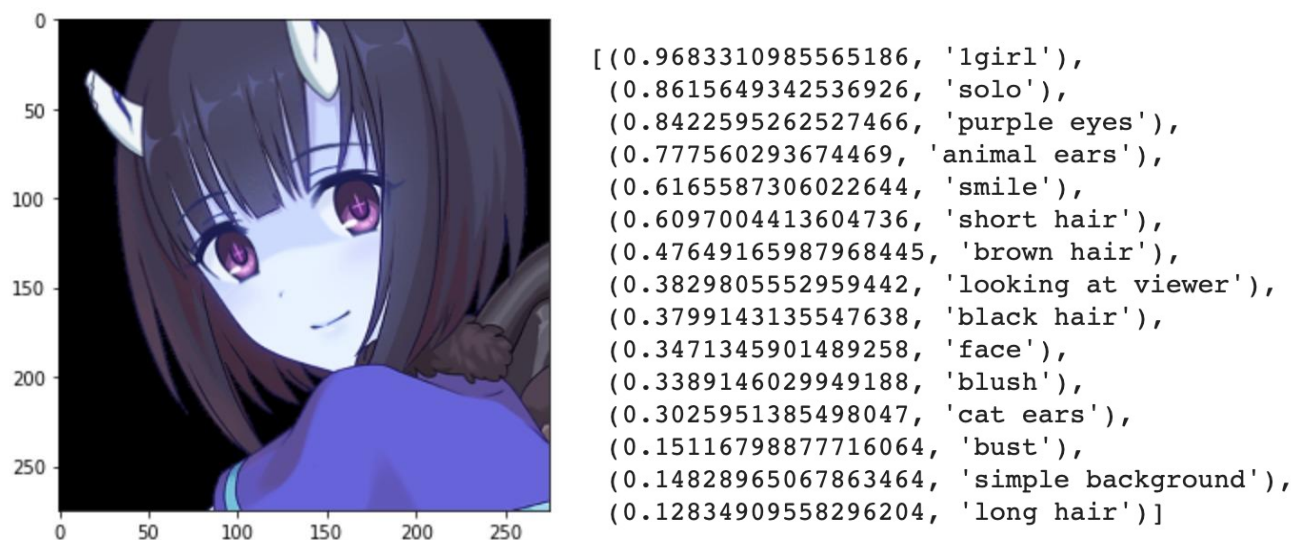 0
50
100
150
200
250
0 50 100 150 200 250
[(0.9683310985565186, '1girl'),
(0.8615649342536926, 'solo'),
(0.8422595262527466, 'purple eyes'),
(0.777560293674469, 'animal ears'),
(0.6165587306022644, 'smile'),
(0.6097004413604736, 'short hair'),
(0.47649165987968445, 'brown hair'),
(0.3829805552959442, 'looking at viewer'),
(0.3799143135547638, 'black hair'),
(0.3471345901489258, 'face'),
(0.3389146029949188, 'blush'),
(0.3025951385498047, 'cat ears'),
(0.15116798877716064, 'bust'),
(0.14828965067863464, 'simple background'),
(0.12834909558296204, 'long hair')]